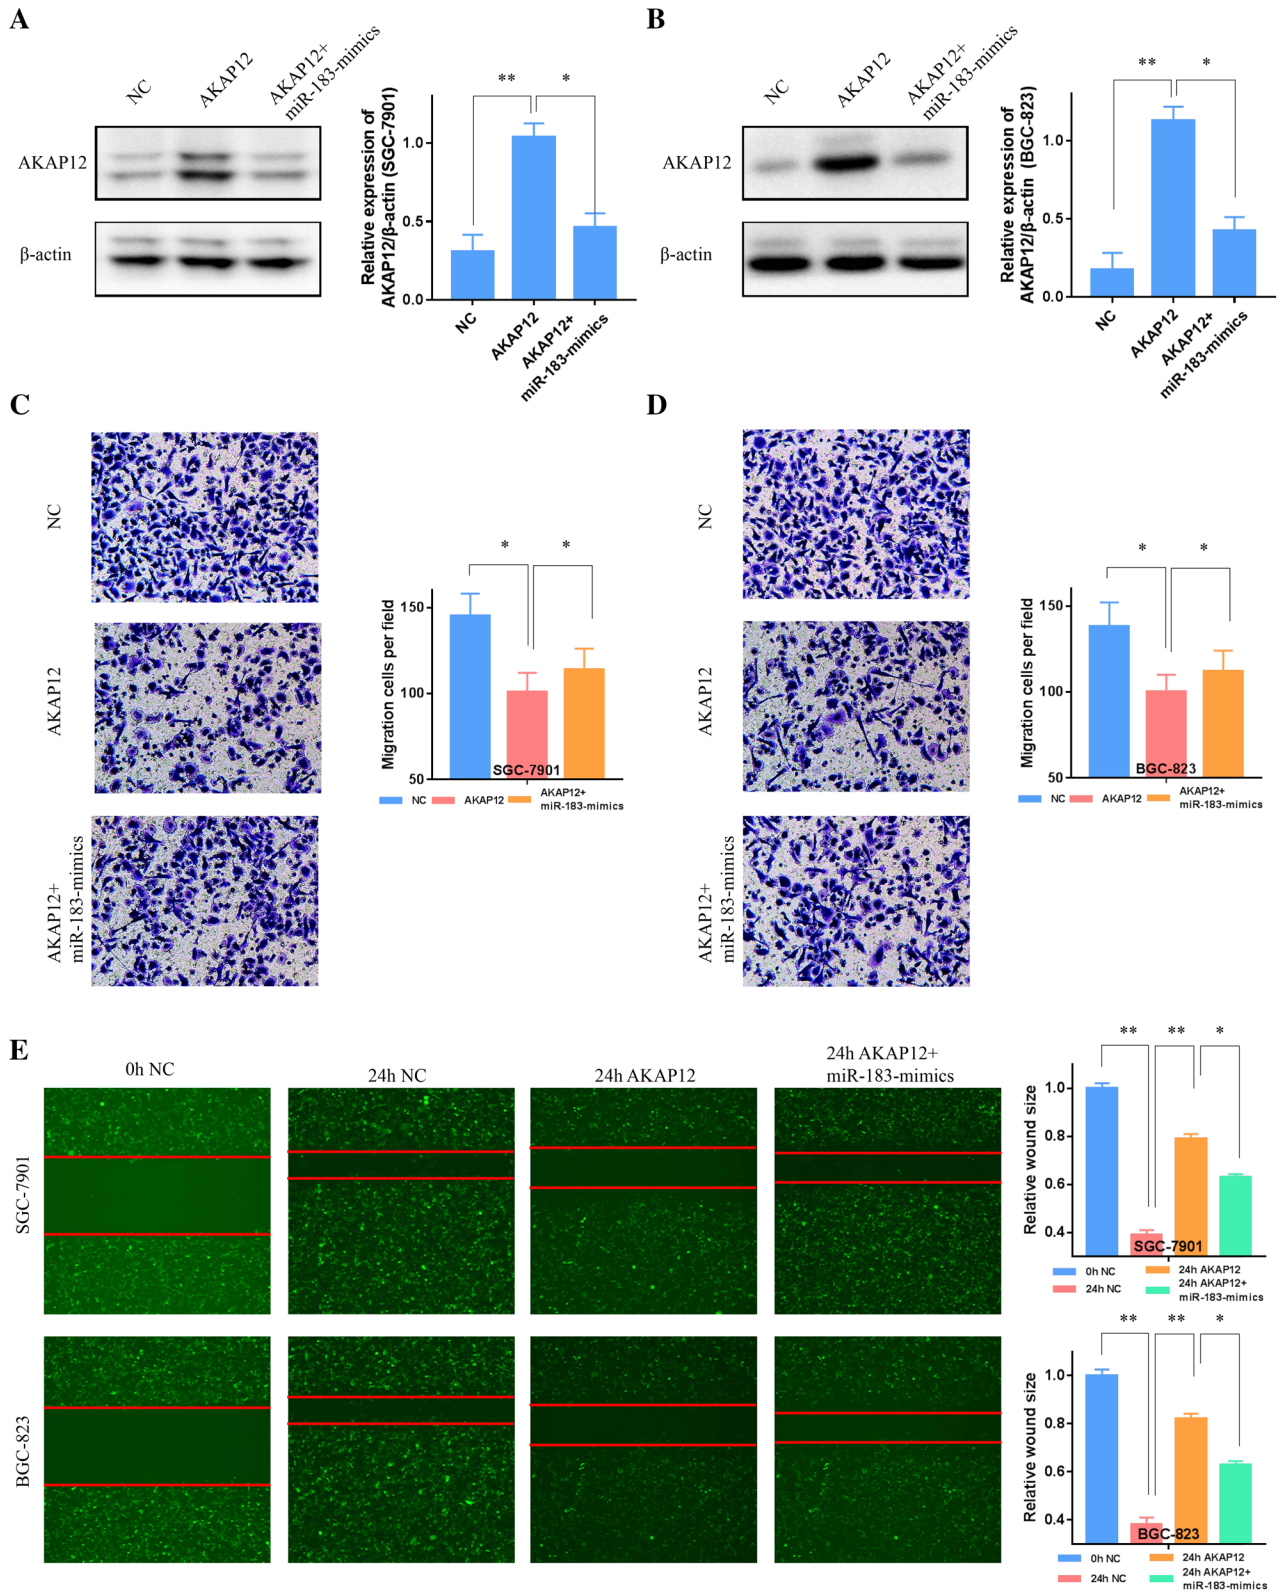 A
NC
AKAP12
AKAP12+
miR-183-mimics
AKAP12
β-actin
Relative expression of
AKAP12/β-actin (SGC-7901)
**
*
1.0
0.5
0.0
NC
AKAP12
AKAP12+
miR-183-mimics
B
NC
AKAP12
AKAP12+
miR-183-mimics
AKAP12
β-actin
Relative expression of
AKAP12/β-actin (BGC-823)
**
*
1.0
0.5
0.0
NC
AKAP12
AKAP12+
miR-183-mimics
C
NC
AKAP12
AKAP12+
miR-183-mimics
Migration cells per field
*
*
150
100
50
SGC-7901
NC
AKAP12
AKAP12+
miR-183-mimics
D
NC
AKAP12
AKAP12+
miR-183-mimics
Migration cells per field
*
*
150
100
50
BGC-823
NC
AKAP12
AKAP12+
miR-183-mimics
E
0h NC
24h NC
24h AKAP12
24h AKAP12+
miR-183-mimics
SGC-7901
BGC-823
Relative wound size
**
**
*
1.0
0.8
0.6
0.4
SGC-7901
0h NC
24h NC
24h AKAP12
24h AKAP12+
miR-183-mimics
Relative wound size
**
**
*
1.0
0.8
0.6
0.4
BGC-823
0h NC
24h NC
24h AKAP12
24h AKAP12+
miR-183-mimics